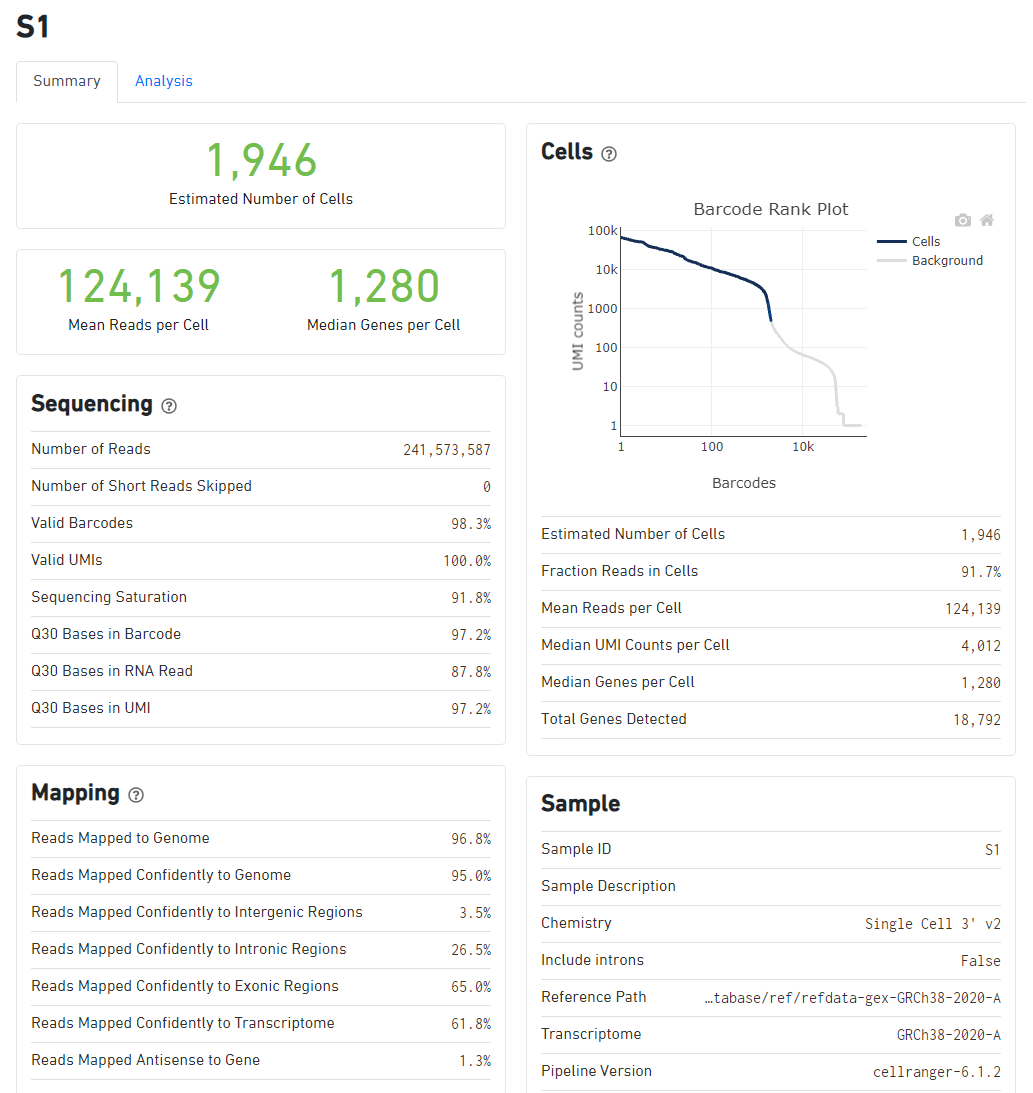 S1
Summary
Analysis
1,946
Estimated Number of Cells
124,139
Mean Reads per Cell
1,280
Median Genes per Cell
Sequencing ?
Number of Reads 241,573,587
Number of Short Reads Skipped 0
Valid Barcodes 98.3%
Valid UMIs 100.0%
Sequencing Saturation 91.8%
Q30 Bases in Barcode 97.2%
Q30 Bases in RNA Read 87.8%
Q30 Bases in UMI 97.2%
Mapping ?
Reads Mapped to Genome 96.8%
Reads Mapped Confidently to Genome 95.0%
Reads Mapped Confidently to Intergenic Regions 3.5%
Reads Mapped Confidently to Intronic Regions 26.5%
Reads Mapped Confidently to Exonic Regions 65.0%
Reads Mapped Confidently to Transcriptome 61.8%
Reads Mapped Antisense to Gene 1.3%
Cells ?
Barcode Rank Plot
100k
10k
1000
100
10
1
UMI counts
1 100 10k
Barcodes
Cells
Background
Estimated Number of Cells 1,946
Fraction Reads in Cells 91.7%
Mean Reads per Cell 124,139
Median UMI Counts per Cell 4,012
Median Genes per Cell 1,280
Total Genes Detected 18,792
Sample
Sample ID S1
Sample Description
Chemistry Single Cell 3' v2
Include introns False
Reference Path …tabase/ref/refdata-gex-GRCh38-2020-A
Transcriptome GRCh38-2020-A
Pipeline Version cellranger-6.1.2